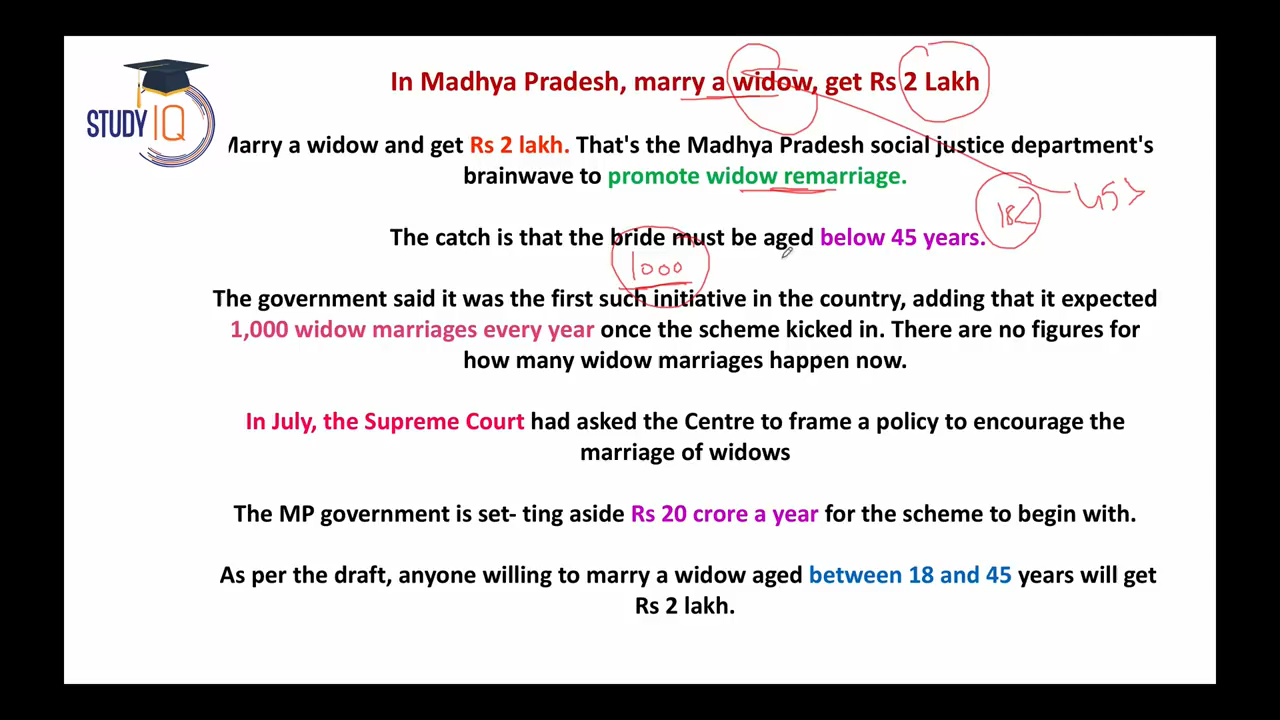 STUDY IQ
In Madhya Pradesh, marry a widow, get Rs 2 Lakh
Marry a widow and get Rs 2 lakh. That's the Madhya Pradesh social justice department's
brainwave to promote widow remarriage.
18< 45>
The catch is that the bride must be aged below 45 years.
1000
The government said it was the first such initiative in the country, adding that it expected
1,000 widow marriages every year once the scheme kicked in. There are no figures for
how many widow marriages happen now.
In July, the Supreme Court had asked the Centre to frame a policy to encourage the
marriage of widows
The MP government is set- ting aside Rs 20 crore a year for the scheme to begin with.
As per the draft, anyone willing to marry a widow aged between 18 and 45 years will get
Rs 2 lakh.